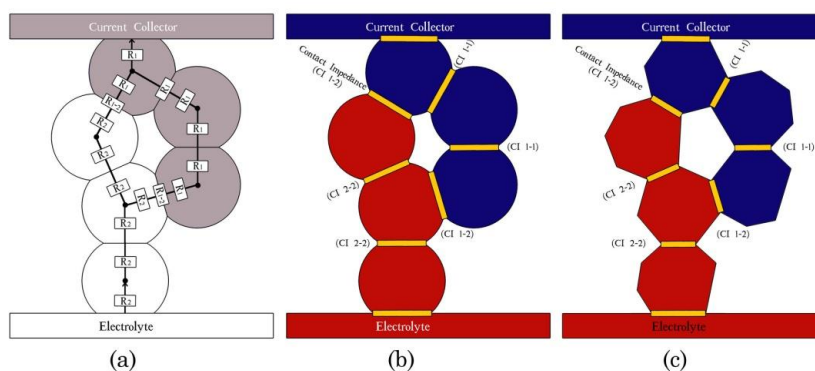 Current Collector
R1
R1
R1
R1-2
R1
R2
R1
R2
R1
R2
R2
R1-2
R1
R2
R2
Electrolyte
(a)
Current Collector
Contact Impedance
(CI 1-2)
(CI 1-1)
(CI 1-1)
(CI 2-2)
(CI 1-2)
(CI 2-2)
Electrolyte
(b)
Current Collector
Contact Impedance
(CI 1-2)
(CI 1-1)
(CI 1-1)
(CI 2-2)
(CI 1-2)
(CI 2-2)
Electrolyte
(c)